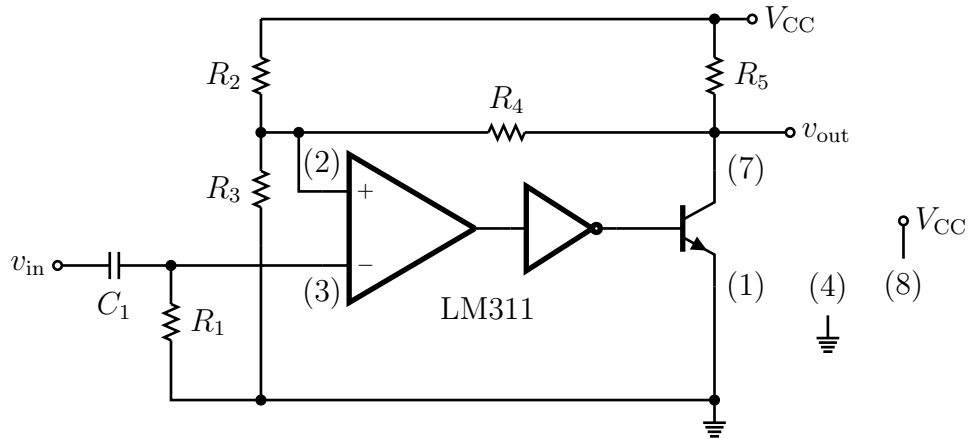 V_CC
R_2
R_5
R_4
v_out
(2)
(7)
R_3
+
V_CC
v_in
−
(3)
(1)
(4)
(8)
C_1
R_1
LM311